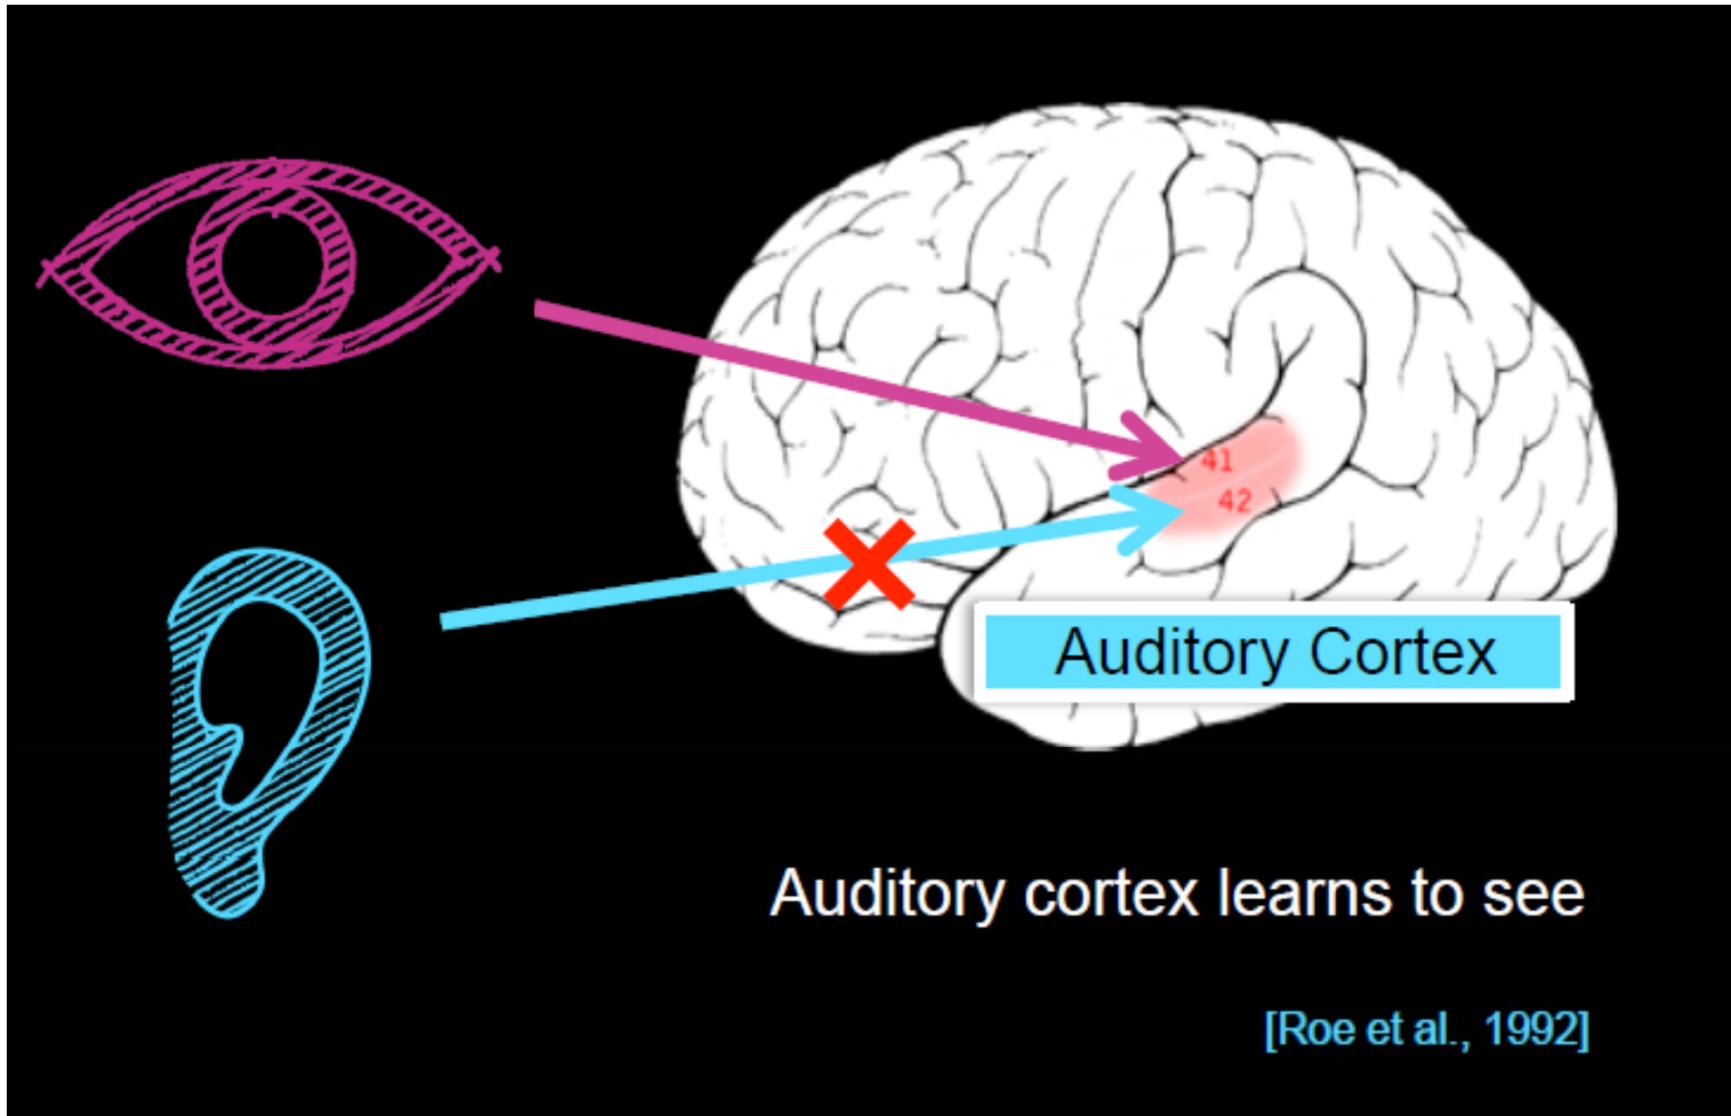 41
42
Auditory Cortex
Auditory cortex learns to see
[Roe et al., 1992]